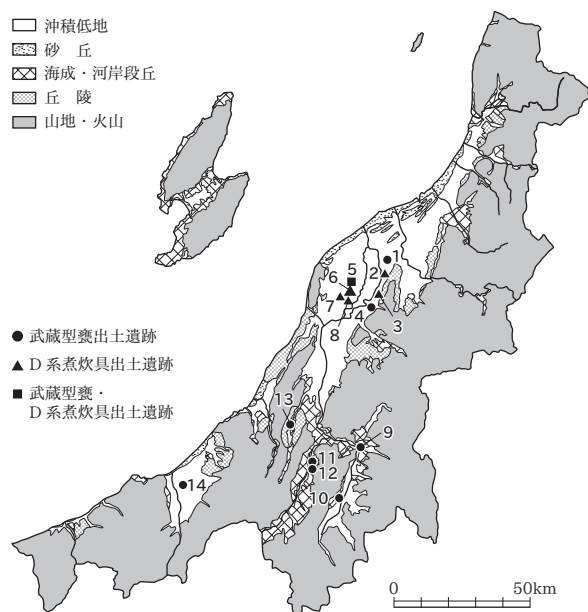 沖積低地
砂　丘
海成・河岸段丘
丘　陵
山地・火山
1
2
3
4
5
6
7
8
9
10
11
12
13
14
● 武蔵型甕出土遺跡
▲ D系煮炊具出土遺跡
■ 武蔵型甕・
D系煮炊具出土遺跡
0 50km